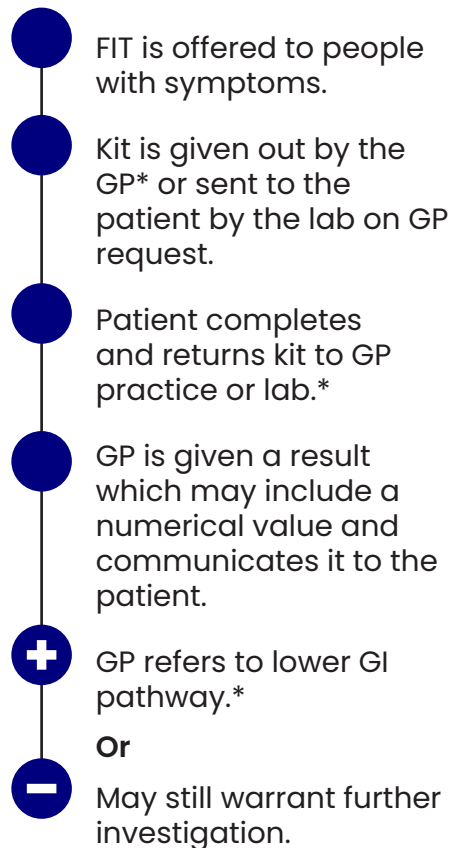 FIT is offered to people
with symptoms.
Kit is given out by the
GP* or sent to the
patient by the lab on GP
request.
Patient completes
and returns kit to GP
practice or lab.*
GP is given a result
which may include a
numerical value and
communicates it to the
patient.
+
GP refers to lower GI
pathway.*
Or
−
May still warrant further
investigation.